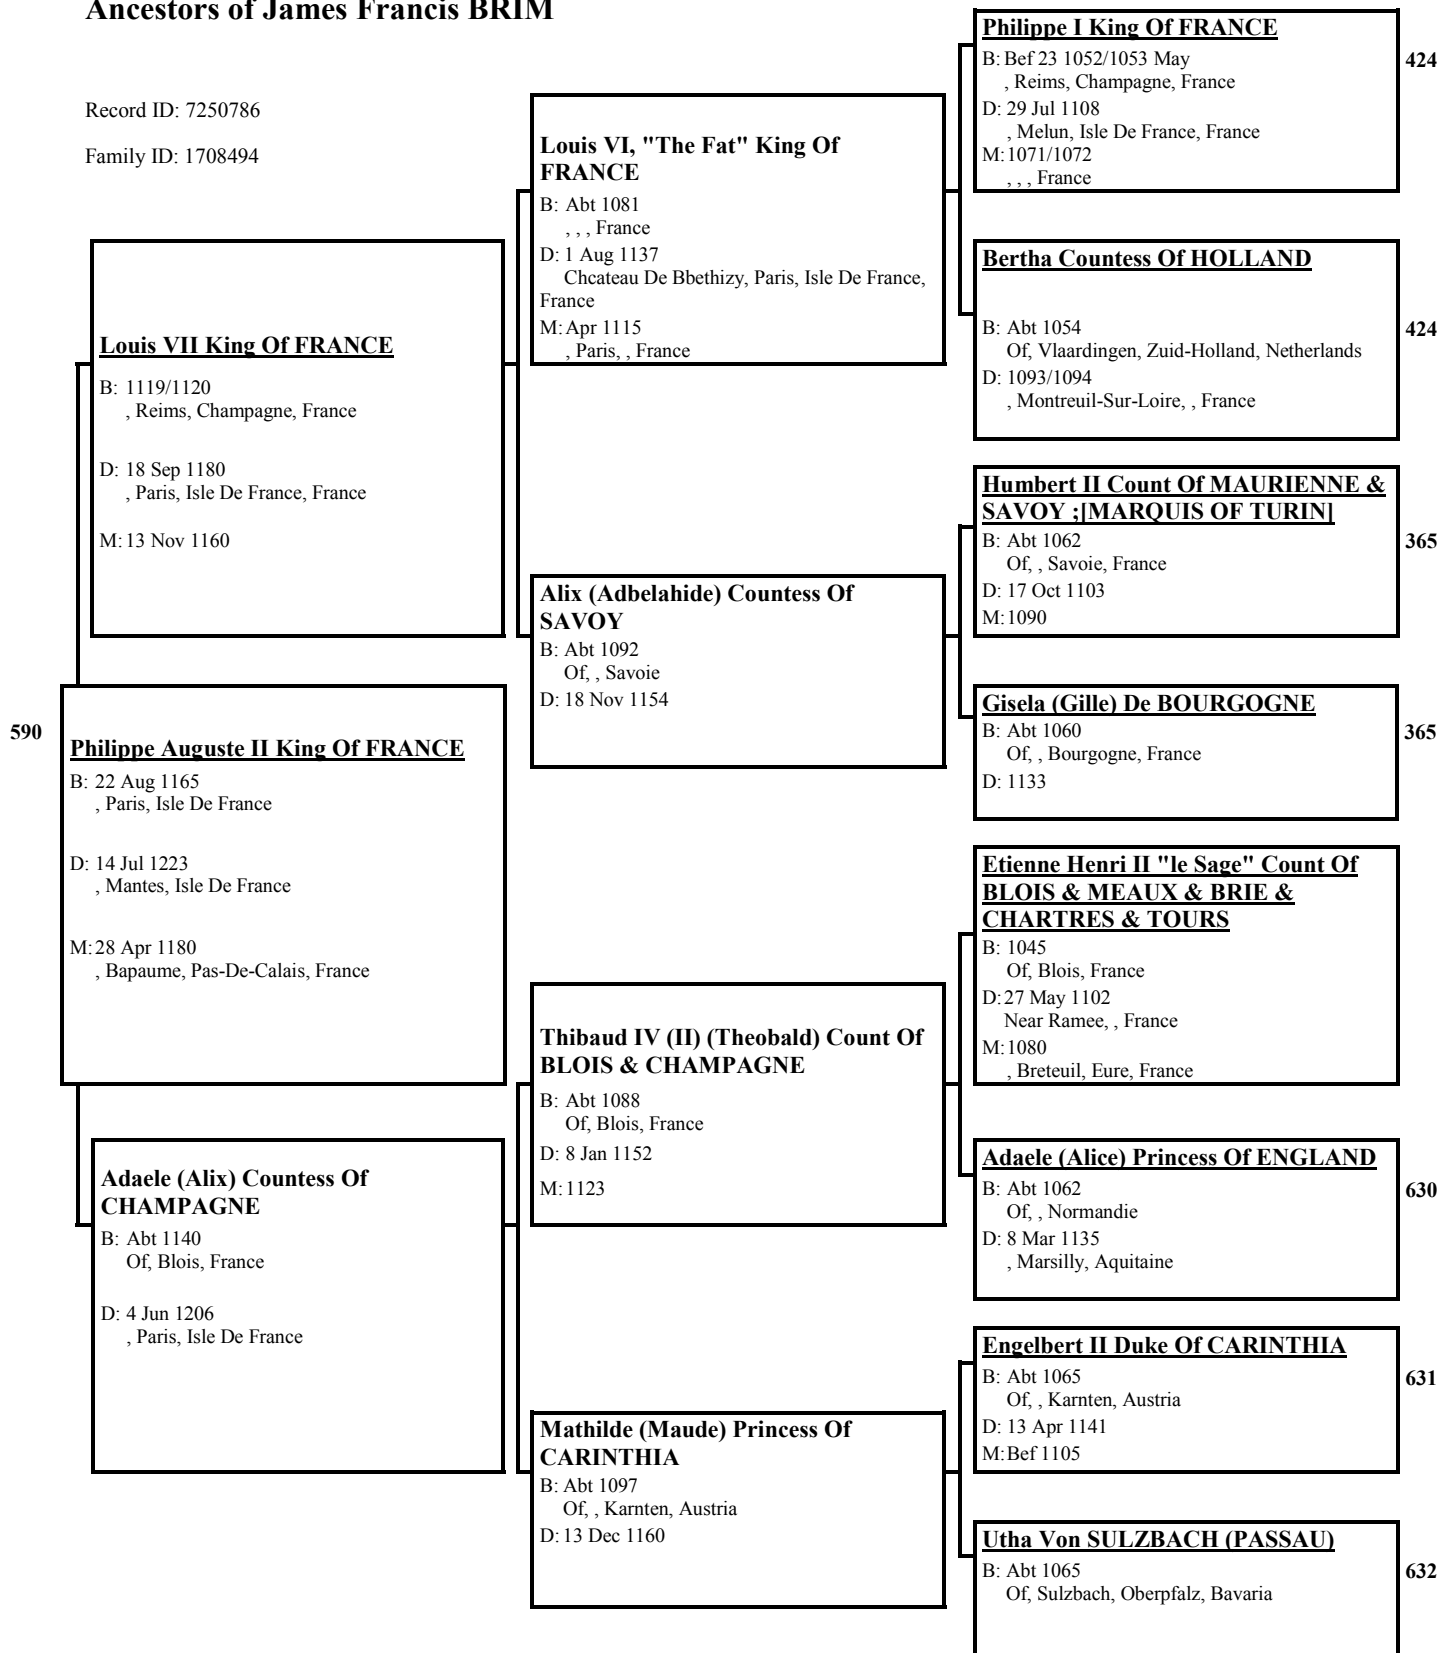 Ancestors of James Francis BRIM
Record ID: 7250786
Family ID: 1708494
Philippe I King Of FRANCE
B: Bef 23 1052/1053 May
, Reims, Champagne, France
D: 29 Jul 1108
, Melun, Isle De France, France
M: 1071/1072
, , , France
424
Louis VI, "The Fat" King Of
FRANCE
B: Abt 1081
, , , France
D: 1 Aug 1137
Chcateau De Bbethizy, Paris, Isle De France,
France
M: Apr 1115
, Paris, , France
Bertha Countess Of HOLLAND
B: Abt 1054
Of, Vlaardingen, Zuid-Holland, Netherlands
D: 1093/1094
, Montreuil-Sur-Loire, , France
424
Louis VII King Of FRANCE
B: 1119/1120
, Reims, Champagne, France
D: 18 Sep 1180
, Paris, Isle De France, France
M: 13 Nov 1160
Humbert II Count Of MAURIENNE &
SAVOY ;[MARQUIS OF TURIN]
B: Abt 1062
Of, , Savoie, France
D: 17 Oct 1103
M: 1090
365
Alix (Adbelahide) Countess Of
SAVOY
B: Abt 1092
Of, , Savoie
D: 18 Nov 1154
Gisela (Gille) De BOURGOGNE
B: Abt 1060
Of, , Bourgogne, France
D: 1133
365
590
Philippe Auguste II King Of FRANCE
B: 22 Aug 1165
, Paris, Isle De France
D: 14 Jul 1223
, Mantes, Isle De France
M: 28 Apr 1180
, Bapaume, Pas-De-Calais, France
Etienne Henri II "le Sage" Count Of
BLOIS & MEAUX & BRIE &
CHARTRES & TOURS
B: 1045
Of, Blois, France
D: 27 May 1102
Near Ramee, , France
M: 1080
, Breteuil, Eure, France
Thibaud IV (II) (Theobald) Count Of
BLOIS & CHAMPAGNE
B: Abt 1088
Of, Blois, France
D: 8 Jan 1152
M: 1123
Adaele (Alice) Princess Of ENGLAND
B: Abt 1062
Of, , Normandie
D: 8 Mar 1135
, Marsilly, Aquitaine
630
Adaele (Alix) Countess Of
CHAMPAGNE
B: Abt 1140
Of, Blois, France
D: 4 Jun 1206
, Paris, Isle De France
Engelbert II Duke Of CARINTHIA
B: Abt 1065
Of, , Karnten, Austria
D: 13 Apr 1141
M: Bef 1105
631
Mathilde (Maude) Princess Of
CARINTHIA
B: Abt 1097
Of, , Karnten, Austria
D: 13 Dec 1160
Utha Von SULZBACH (PASSAU)
B: Abt 1065
Of, Sulzbach, Oberpfalz, Bavaria
632